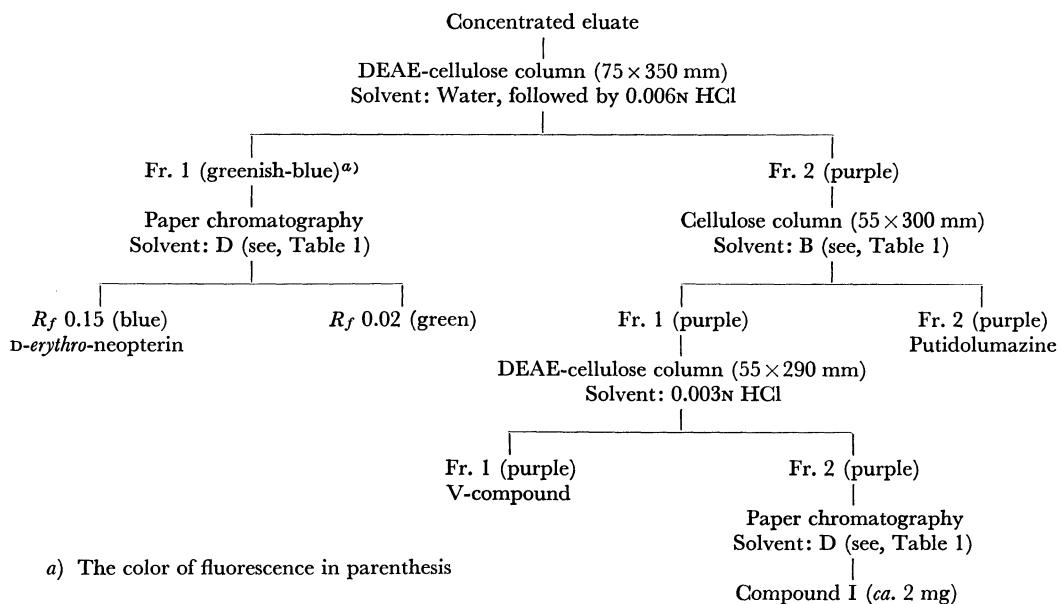 Concentrated eluate
DEAE-cellulose column (75 × 350 mm)
Solvent: Water, followed by 0.006N HCl
Fr. 1 (greenish-blue)a)
Fr. 2 (purple)
Paper chromatography
Solvent: D (see, Table 1)
Cellulose column (55 × 300 mm)
Solvent: B (see, Table 1)
Rf 0.15 (blue)
D-erythro-neopterin
Rf 0.02 (green)
Fr. 1 (purple)
Fr. 2 (purple)
Putidolumazine
DEAE-cellulose column (55 × 290 mm)
Solvent: 0.003N HCl
Fr. 1 (purple)
V-compound
Fr. 2 (purple)
Paper chromatography
Solvent: D (see, Table 1)
Compound I (ca. 2 mg)
a) The color of fluorescence in parenthesis